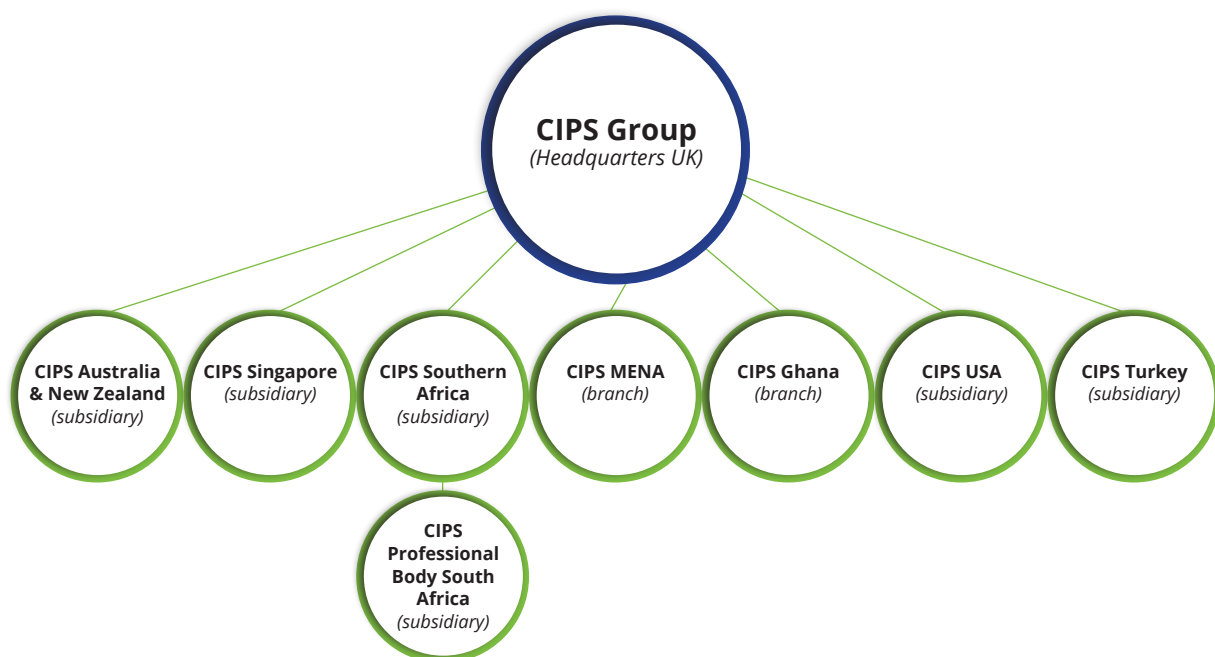 CIPS Group
(Headquarters UK)
CIPS Australia
& New Zealand
(subsidiary)
CIPS Singapore
(subsidiary)
CIPS Southern
Africa
(subsidiary)
CIPS MENA
(branch)
CIPS Ghana
(branch)
CIPS USA
(subsidiary)
CIPS Turkey
(subsidiary)
CIPS
Professional
Body South
Africa
(subsidiary)